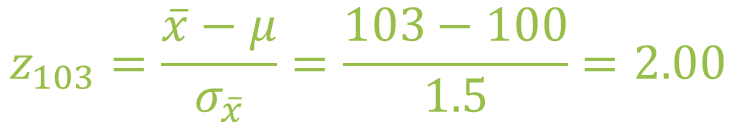 z₁₀₃ = (x̄ − μ) / σ_x̄ = (103 − 100) / 1.5 = 2.00